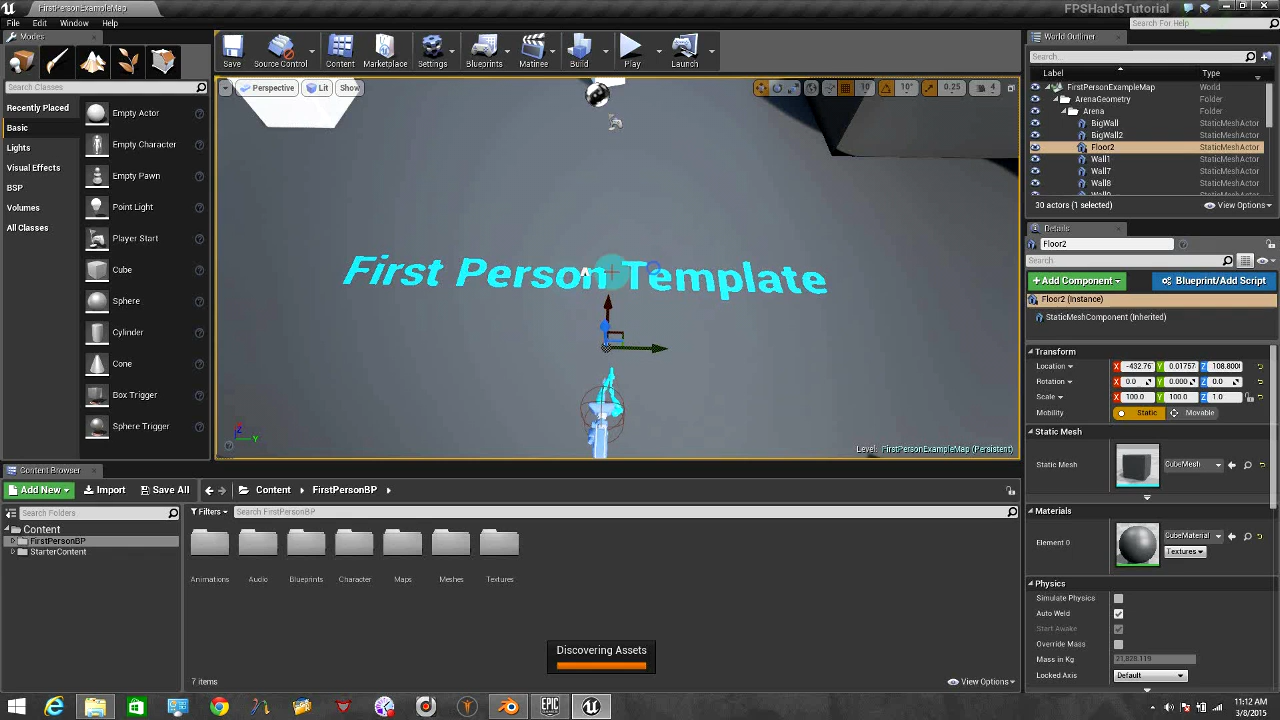 FirstPersonExampleMap
FPSHandsTutorial
File Edit Window Help
Search For Help
Modes
Search Classes
Recently Placed
Basic
Lights
Visual Effects
BSP
Volumes
All Classes
Empty Actor
Empty Character
Empty Pawn
Point Light
Player Start
Cube
Sphere
Cylinder
Cone
Box Trigger
Sphere Trigger
Save
Source Control
Content
Marketplace
Settings
Blueprints
Matinee
Build
Play
Launch
Perspective
Lit
Show
10
10°
0.25
4
First Person Template
Z
Y
Level: FirstPersonExampleMap (Persistent)
World Outliner
Search...
Label Type
FirstPersonExampleMap World
ArenaGeometry Folder
Arena Folder
BigWall StaticMeshActor
BigWall2 StaticMeshActor
Floor2 StaticMeshActor
Wall1 StaticMeshActor
Wall7 StaticMeshActor
Wall8 StaticMeshActor
30 actors (1 selected)
View Options
Details
Floor2
Search
Add Component
Blueprint/Add Script
Floor2 (Instance)
StaticMeshComponent (Inherited)
Transform
Location X -432.76 Y 0.01757 Z 108.800
Rotation X 0.0 Y 0.000 Z 0.0
Scale X 100.0 Y 100.0 Z 1.0
Mobility Static Movable
Static Mesh
Static Mesh CubeMesh
Materials
Element 0 CubeMaterial
Textures
Physics
Simulate Physics
Auto Weld
Start Awake
Override Mass
Mass in Kg
Locked Axis Default
Content Browser
Add New Import Save All
Content FirstPersonBP
Search Folders
Content
FirstPersonBP
StarterContent
Filters
Search FirstPersonBP
Animations
Audio
Blueprints
Character
Maps
Meshes
Textures
Discovering Assets
7 items
View Options
EPIC
11:12 AM
3/8/2015